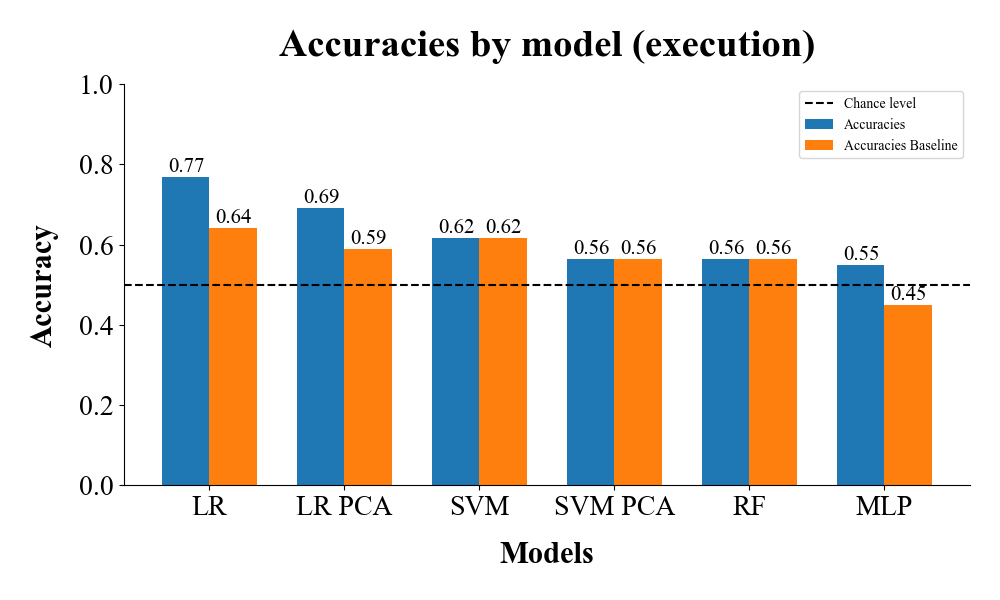 Accuracies by model (execution)
1.0
0.8
0.6
0.4
0.2
0.0
Accuracy
Chance level
Accuracies
Accuracies Baseline
0.77
0.64
0.69
0.59
0.62
0.62
0.56
0.56
0.56
0.56
0.55
0.45
LR
LR PCA
SVM
SVM PCA
RF
MLP
Models